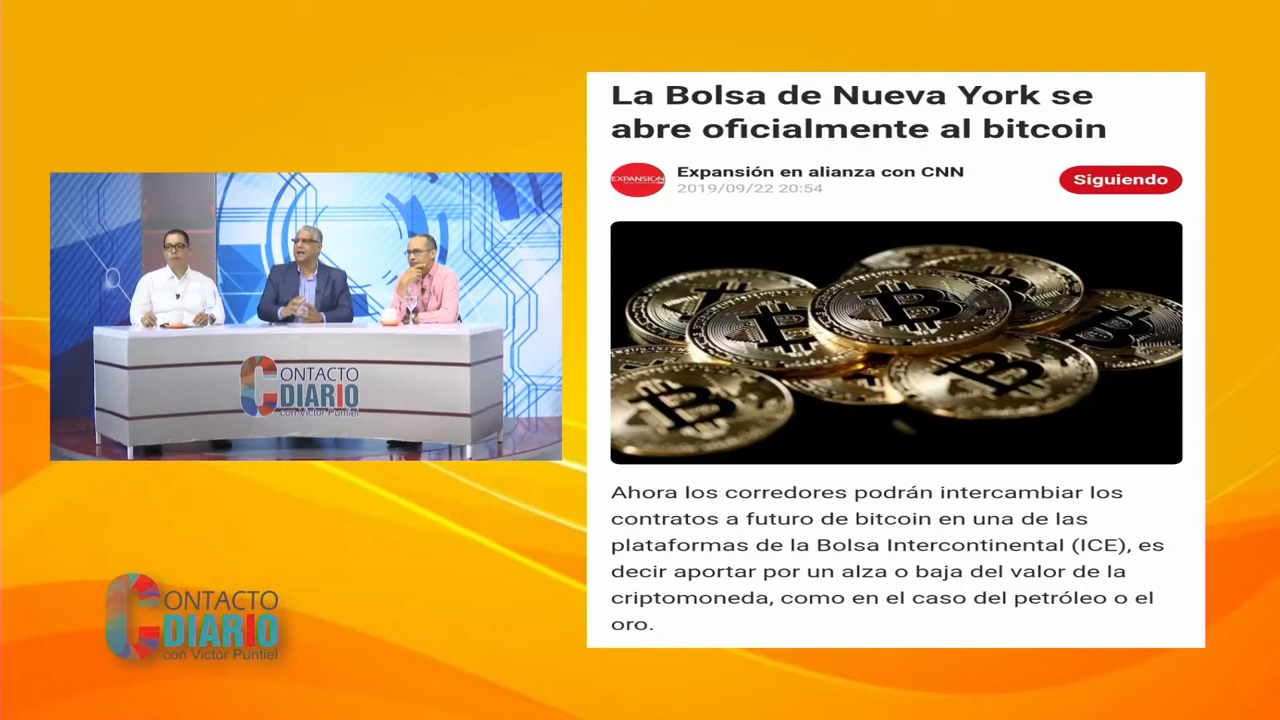 La Bolsa de Nueva York se
abre oficialmente al bitcoin
EXPANSIÓN
Expansión en alianza con CNN
2019/09/22 20:54
Siguiendo
Ahora los corredores podrán intercambiar los
contratos a futuro de bitcoin en una de las
plataformas de la Bolsa Intercontinental (ICE), es
decir aportar por un alza o baja del valor de la
criptomoneda, como en el caso del petróleo o el
oro.
CONTACTO
DIARIO
con Víctor Puntiel
CONTACTO
DIARIO
con Víctor Puntiel